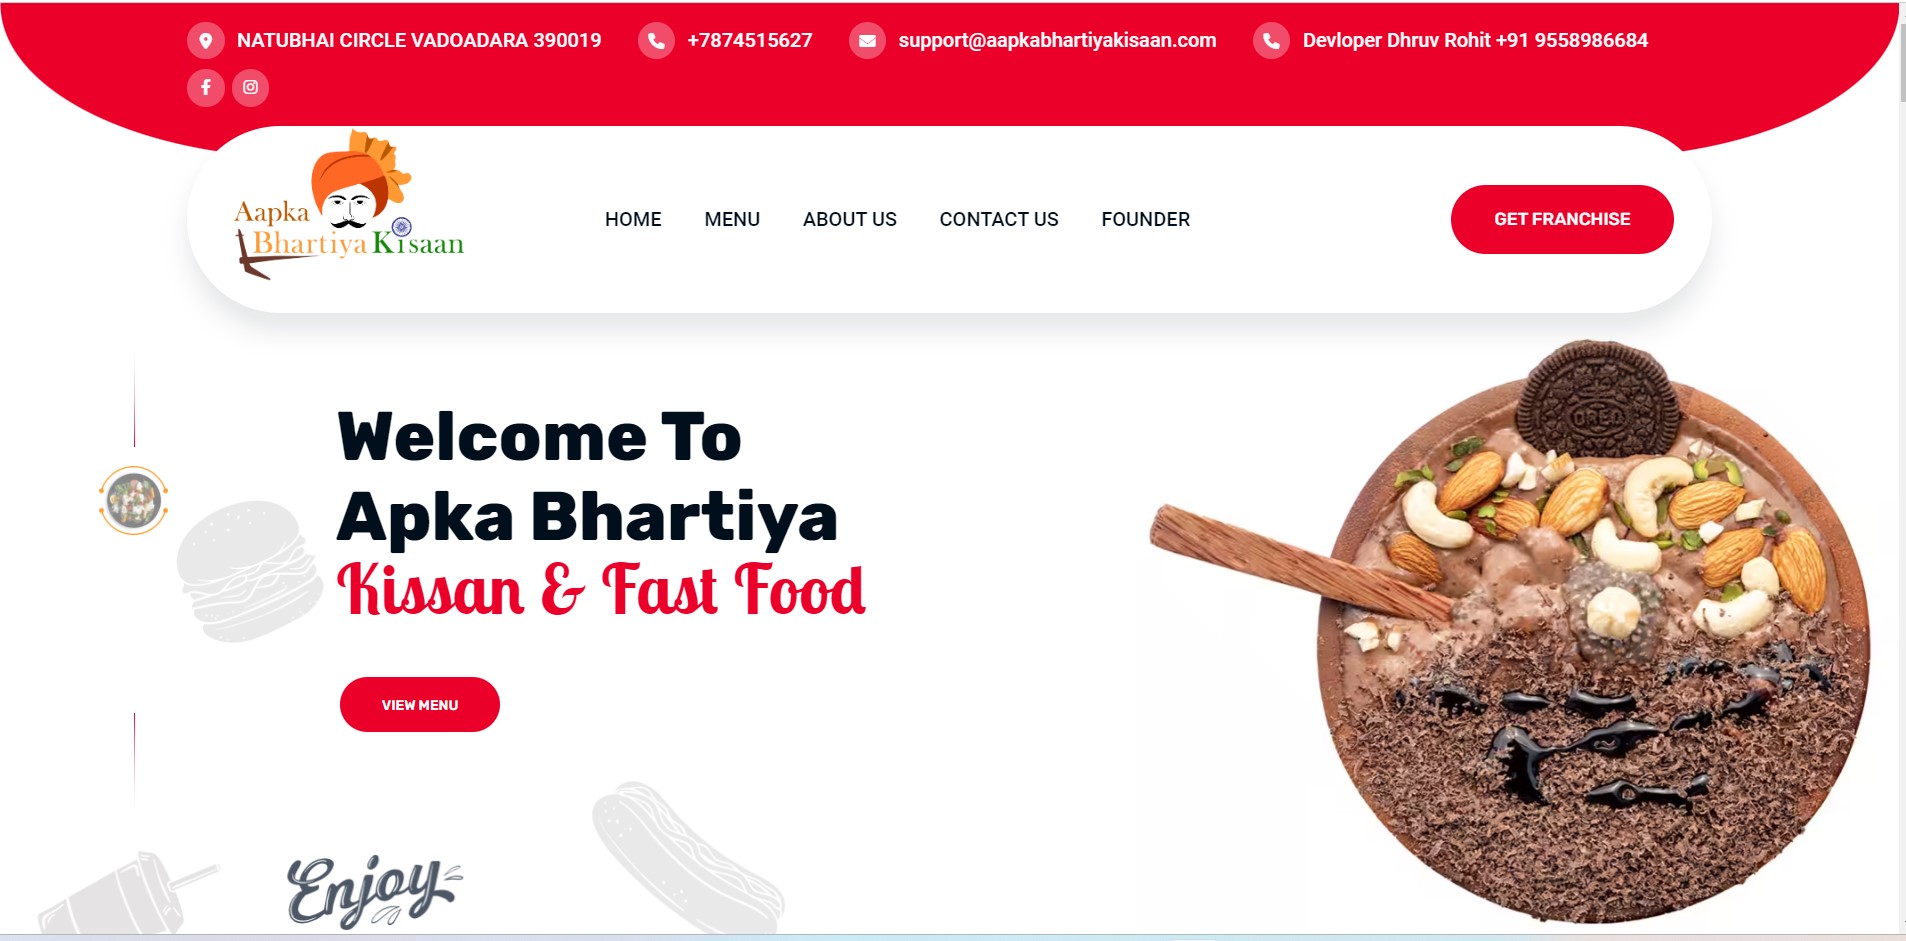 NATUBHAI CIRCLE VADOADARA 390019 +7874515627 support@aapkabhartiyakisaan.com Devloper Dhruv Rohit +91 9558986684
Aapka
Bhartiya Kisaan
HOME MENU ABOUT US CONTACT US FOUNDER
GET FRANCHISE
Welcome To
Apka Bhartiya
Kissan & Fast Food
VIEW MENU
OREO
Enjoy